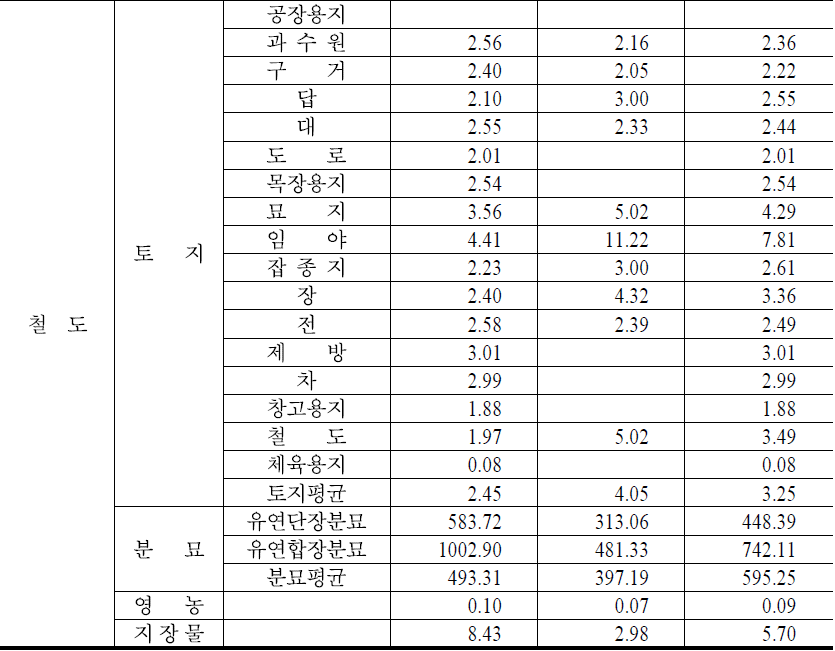 공장용지
과 수 원 2.56 2.16 2.36
구 거 2.40 2.05 2.22
답 2.10 3.00 2.55
대 2.55 2.33 2.44
도 로 2.01 2.01
목장용지 2.54 2.54
묘 지 3.56 5.02 4.29
임 야 4.41 11.22 7.81
토 지
잡 종 지 2.23 3.00 2.61
장 2.40 4.32 3.36
철 도
전 2.58 2.39 2.49
제 방 3.01 3.01
차 2.99 2.99
창고용지 1.88 1.88
철 도 1.97 5.02 3.49
체육용지 0.08 0.08
토지평균 2.45 4.05 3.25
유연단장분묘 583.72 313.06 448.39
분 묘 유연합장분묘 1002.90 481.33 742.11
분묘평균 493.31 397.19 595.25
영 농 0.10 0.07 0.09
지 장 물 8.43 2.98 5.70